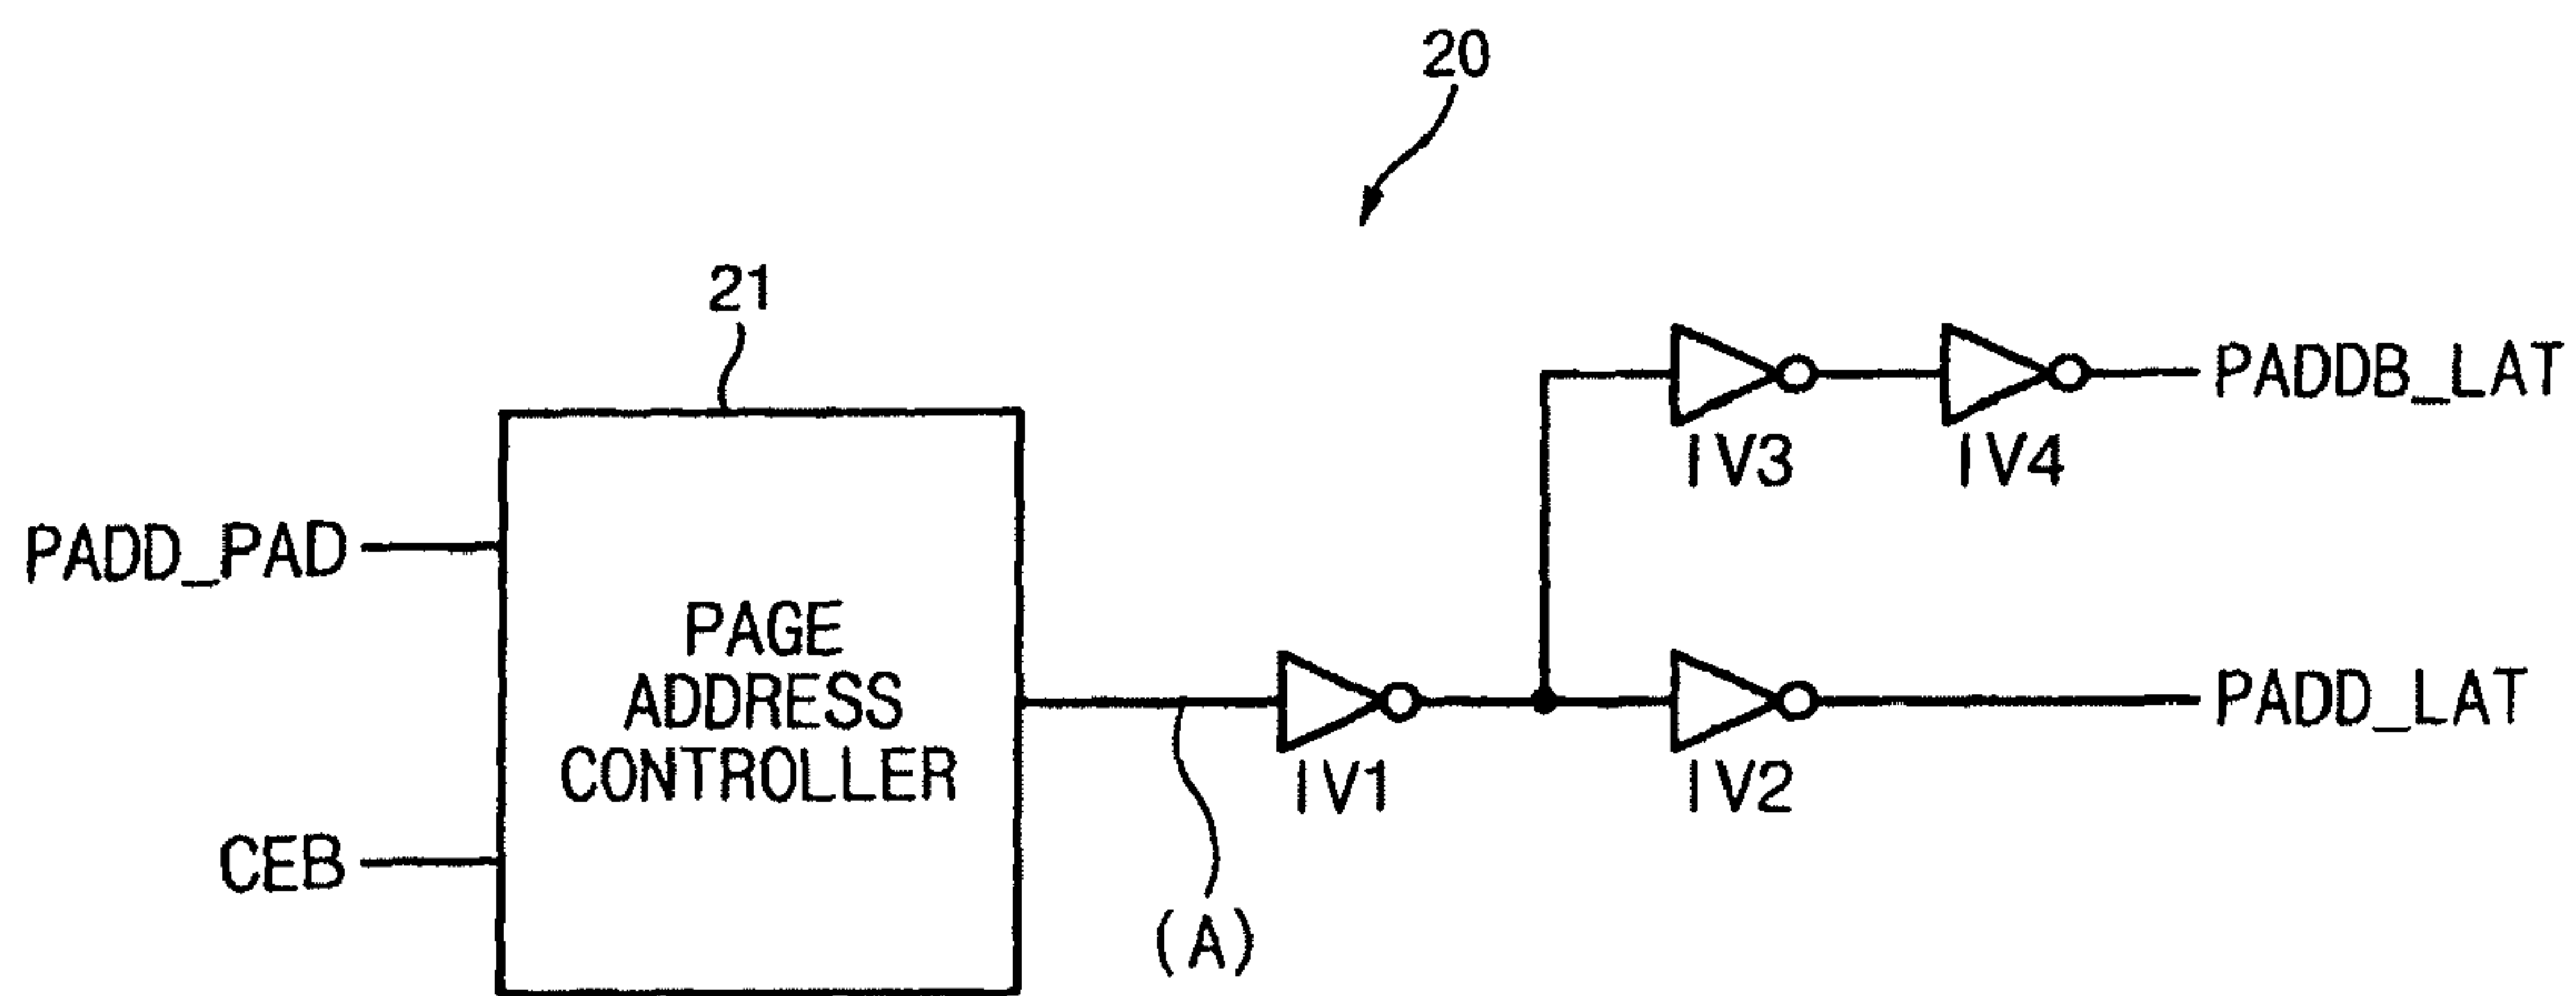 20
21
PADD_PAD
CEB
PAGE
ADDRESS
CONTROLLER
(A)
IV1
IV3
IV4
PADDB_LAT
IV2
PADD_LAT